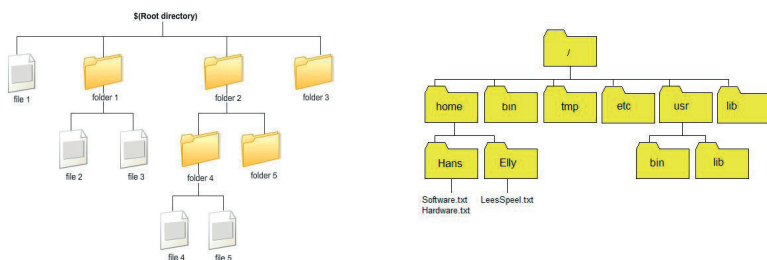 $(Root directory)
file 1
folder 1
folder 2
folder 3
file 2
file 3
folder 4
folder 5
file 4
file 5
/
home
bin
tmp
etc
usr
lib
Hans
Elly
bin
lib
Software.txt
Hardware.txt
LeesSpeel.txt